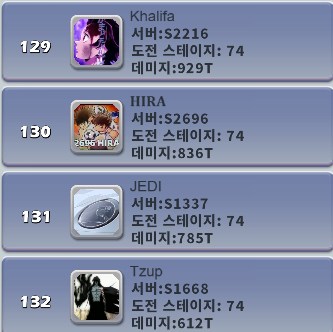 129
Khalifa
서버:S2216
도전 스테이지: 74
데미지:929T
130
2696 HIRA
HIRA
서버:S2696
도전 스테이지: 74
데미지:836T
131
JEDI
서버:S1337
도전 스테이지: 74
데미지:785T
132
Tzup
서버:S1668
도전 스테이지: 74
데미지:612T